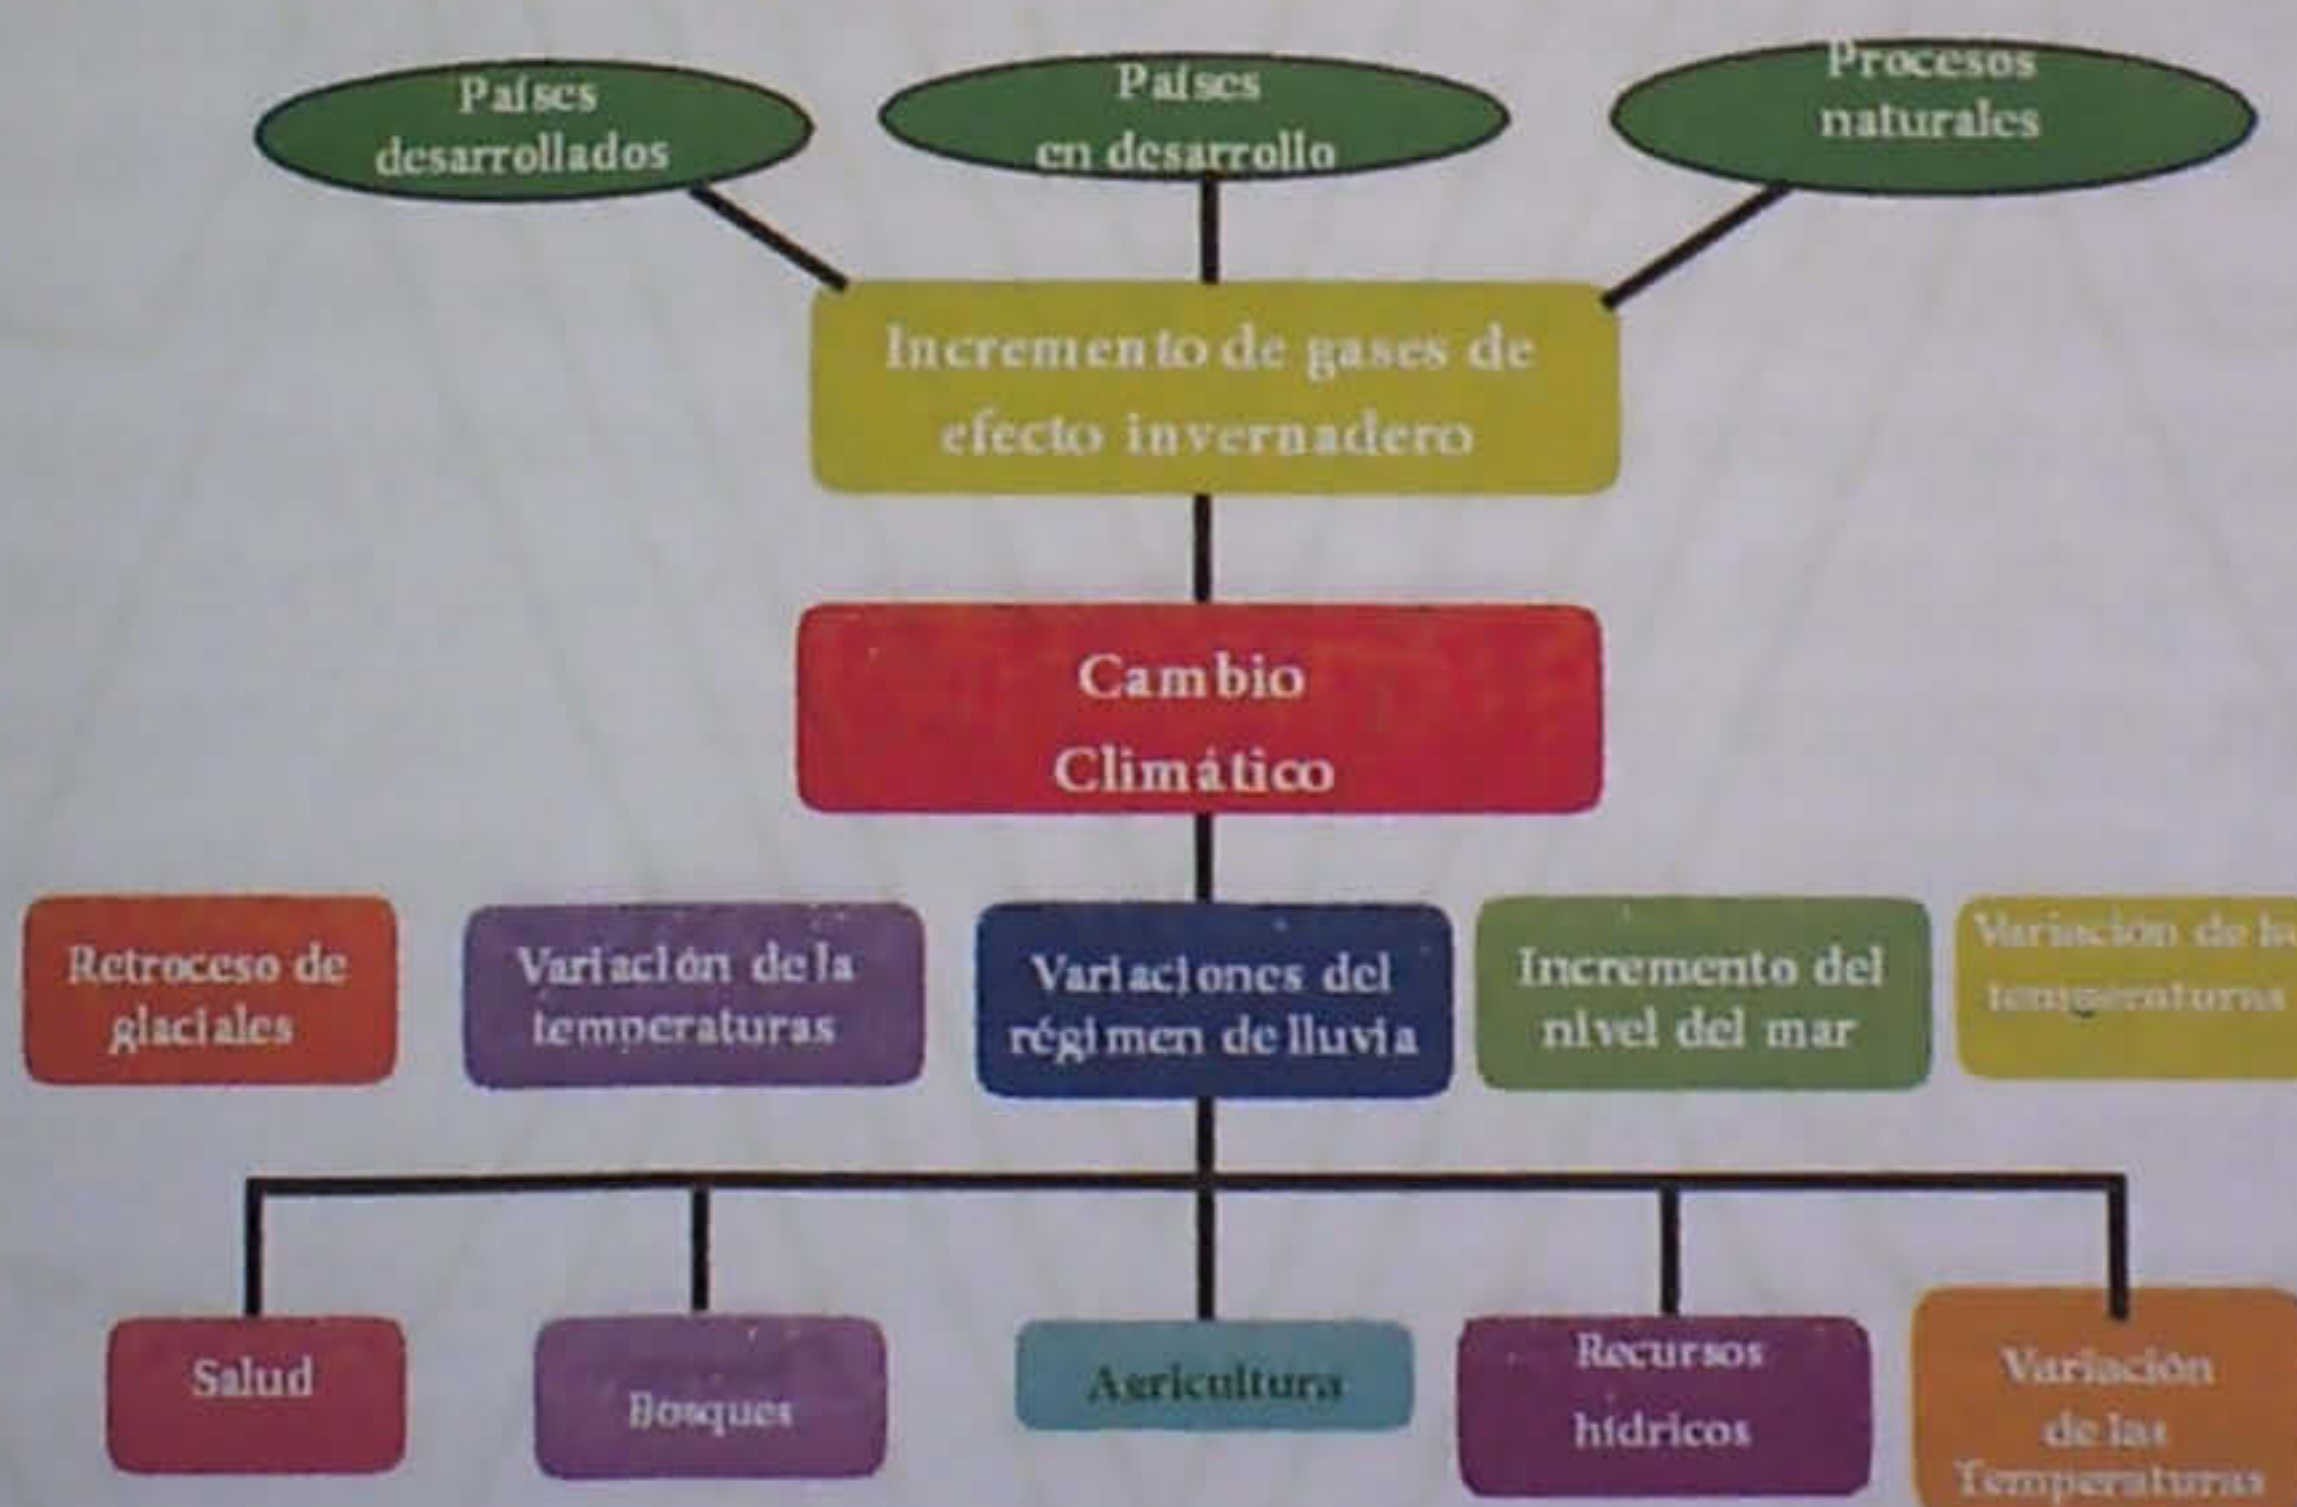 Países
desarrollados
Países
en desarrollo
Procesos
naturales
Incremento de gases de
efecto invernadero
Cambio
Climático
Retroceso de
glaciales
Variación de la
temperaturas
Variaciones del
régimen de lluvia
Incremento del
nivel del mar
Variación de
temperaturas
Salud
Bosques
Agricultura
Recursos
hídricos
Variación
de las
Temperaturas